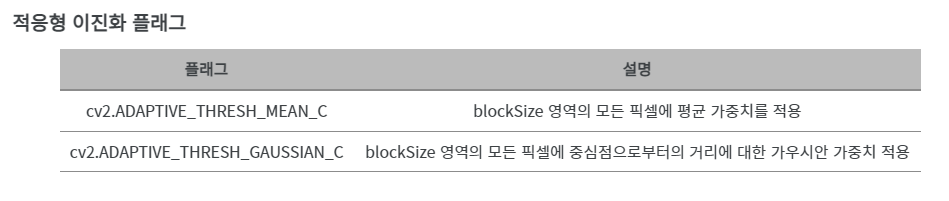 적응형 이진화 플래그
플래그 설명
cv2.ADAPTIVE_THRESH_MEAN_C blockSize 영역의 모든 픽셀에 평균 가중치를 적용
cv2.ADAPTIVE_THRESH_GAUSSIAN_C blockSize 영역의 모든 픽셀에 중심점으로부터의 거리에 대한 가우시안 가중치 적용